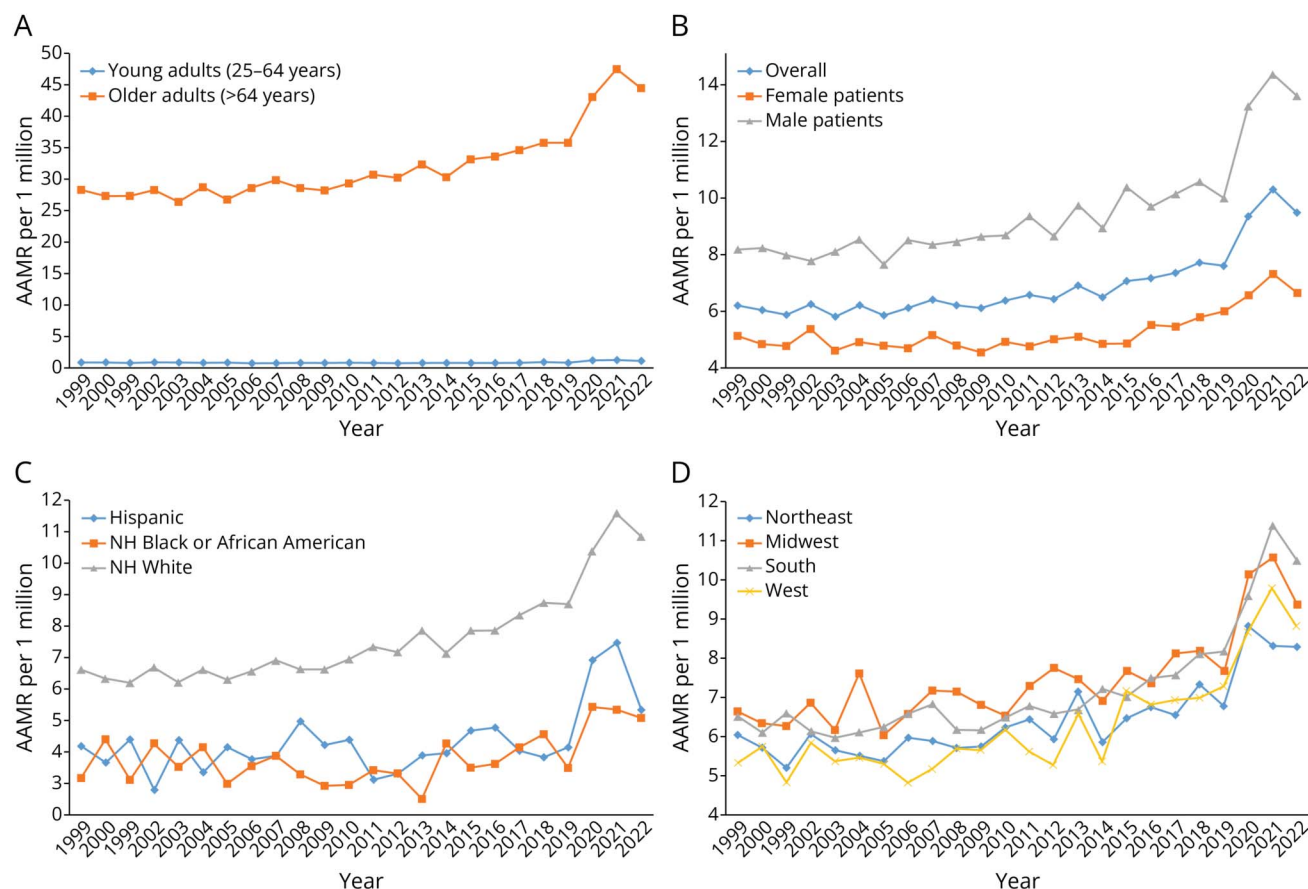 A
AAMR per 1 million
50
45
40
35
30
25
20
15
10
5
0
Young adults (25–64 years)
Older adults (>64 years)
1999 2000 1999 2002 2003 2004 2005 2006 2007 2008 2009 2010 2011 2012 2013 2014 2015 2016 2017 2018 2019 2020 2021 2022
Year
B
AAMR per 1 million
14
12
10
8
6
4
Overall
Female patients
Male patients
1999 2000 1999 2002 2003 2004 2005 2006 2007 2008 2009 2010 2011 2012 2013 2014 2015 2016 2017 2018 2019 2020 2021 2022
Year
C
AAMR per 1 million
12
11
10
9
8
7
6
5
4
3
0
Hispanic
NH Black or African American
NH White
1999 2000 1999 2002 2003 2004 2005 2006 2007 2008 2009 2010 2011 2012 2013 2014 2015 2016 2017 2018 2019 2020 2021 2022
Year
D
AAMR per 1 million
12
11
10
9
8
7
6
5
4
Northeast
Midwest
South
West
1999 2000 1999 2002 2003 2004 2005 2006 2007 2008 2009 2010 2011 2012 2013 2014 2015 2016 2017 2018 2019 2020 2021 2022
Year